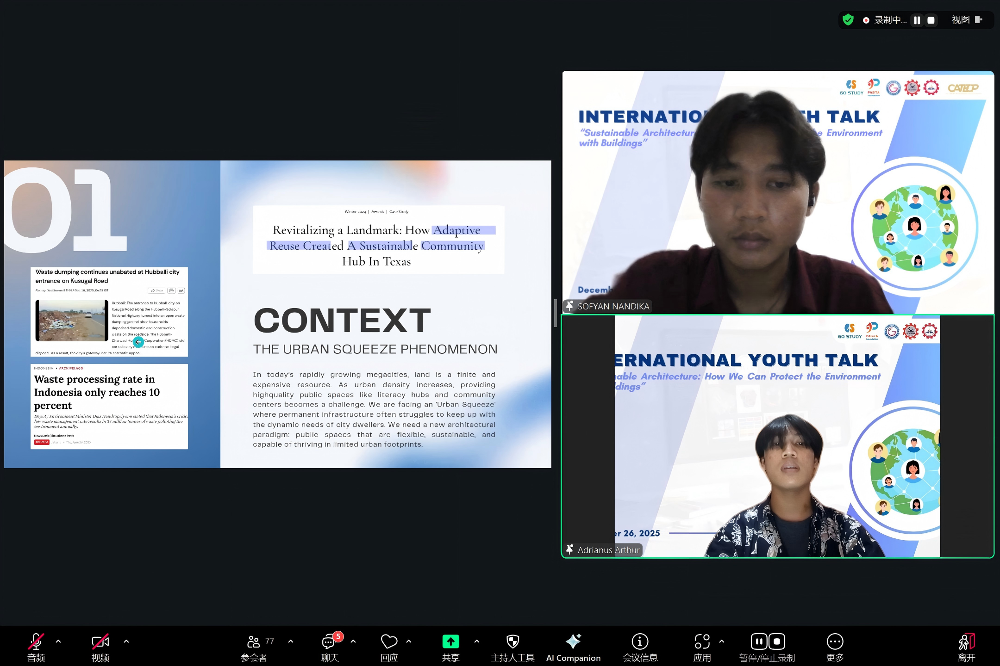 录制中...
视图
01
Waste dumping continues unabated at Hubballi city
entrance on Kusugal Road
Akshay Doddamani | TNN / Dec 16, 2025, 04:32 IST
Share
AA
Hubballi: The entrance to Hubballi city on
Kusugal Road along the Hubballi-Solapur
National Highway turned into an open waste
dumping ground after households
deposited domestic and construction
waste on the roadside. The Hubballi-
Dharwad Mu Corporation (HDMC) did
not take any m sures to curb the illegal
disposal. As a result, the city's gateway lost its aesthetic appeal.
INDONESIA • ARCHIPELAGO
Waste processing rate in
Indonesia only reaches 10
percent
Deputy Environment Minister Diaz Hendropriyono stated that Indonesia's critica
low waste management rate results in 34 million tonnes of waste polluting the
environment annually.
News Desk (The Jakarta Post)
PREMIUM Jakarta • Thu, June 26, 2025
Winter 2024 | Awards | Case Study
Revitalizing a Landmark: How Adaptive
Reuse Created A Sustainable Community
Hub In Texas
CONTEXT
THE URBAN SQUEEZE PHENOMENON
In today's rapidly growing megacities, land is a finite and
expensive resource. As urban density increases, providing
highquality public spaces like literacy hubs and community
centers becomes a challenge. We are facing an 'Urban Squeeze'
where permanent infrastructure often struggles to keep up with
the dynamic needs of city dwellers. We need a new architectural
paradigm: public spaces that are flexible, sustainable, and
capable of thriving in limited urban footprints.
GO STUDY
PASITA
Foundation
CATECP
INTERNATIO TH TALK
"Sustainable Architectur e Environment
with Buildings"
Decemb
SOFYAN NANDIKA
GO STUDY
PASITA
Foundation
ERNATIONAL YOUTH TALK
nable Architecture: How We Can Protect the Environment
ldings"
er 26, 2025
Adrianus Arthur
音频
视频
参会者
77
聊天
5
回应
共享
主持人工具
AI Companion
会议信息
应用
暂停/停止录制
更多
离开